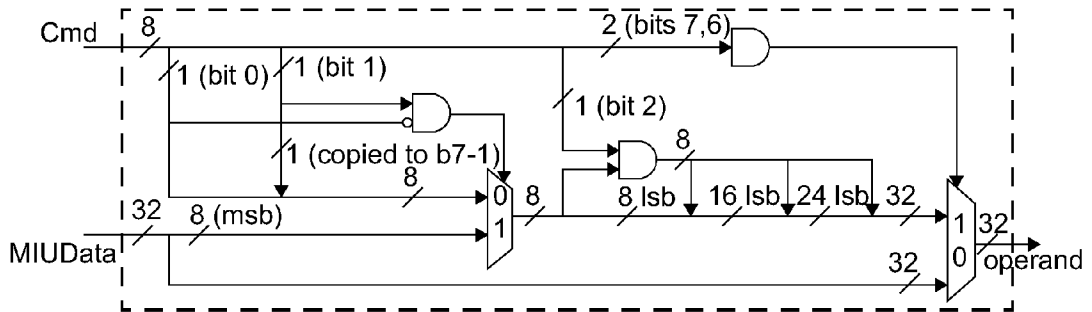 Cmd
8
2 (bits 7,6)
1 (bit 0)
1 (bit 1)
1 (bit 2)
1 (copied to b7-1)
8
8
0
1
8
8 lsb
16 lsb
24 lsb
32
1
0
32
operand
32
8 (msb)
MIUData
32